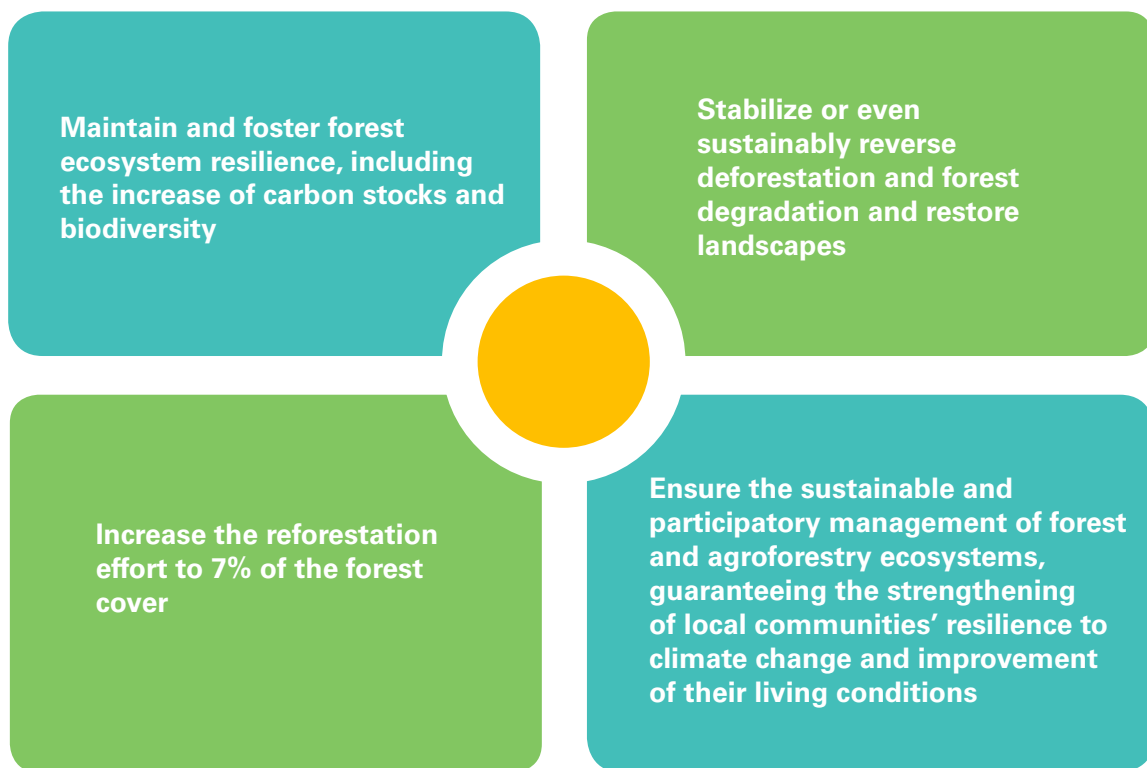 Maintain and foster forest
ecosystem resilience, including
the increase of carbon stocks and
biodiversity
Stabilize or even
sustainably reverse
deforestation and forest
degradation and restore
landscapes
Increase the reforestation
effort to 7% of the forest
cover
Ensure the sustainable and
participatory management of forest
and agroforestry ecosystems,
guaranteeing the strengthening
of local communities’ resilience to
climate change and improvement
of their living conditions